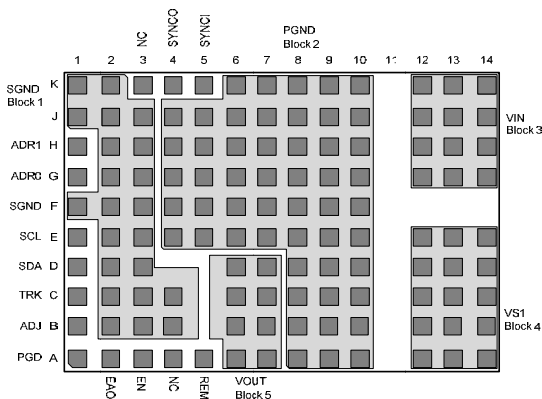 NC
SYNCO
SYNCI
PGND
Block 2
1 2 3 4 5 6 7 8 9 10 11 12 13 14
SGND
Block 1
K
J
ADR1 H
ADR0 G
SGND F
SCL E
SDA D
TRK C
ADJ B
PGD A
VIN
Block 3
VS1
Block 4
EAO
EN
NC
REM
VOUT
Block 5